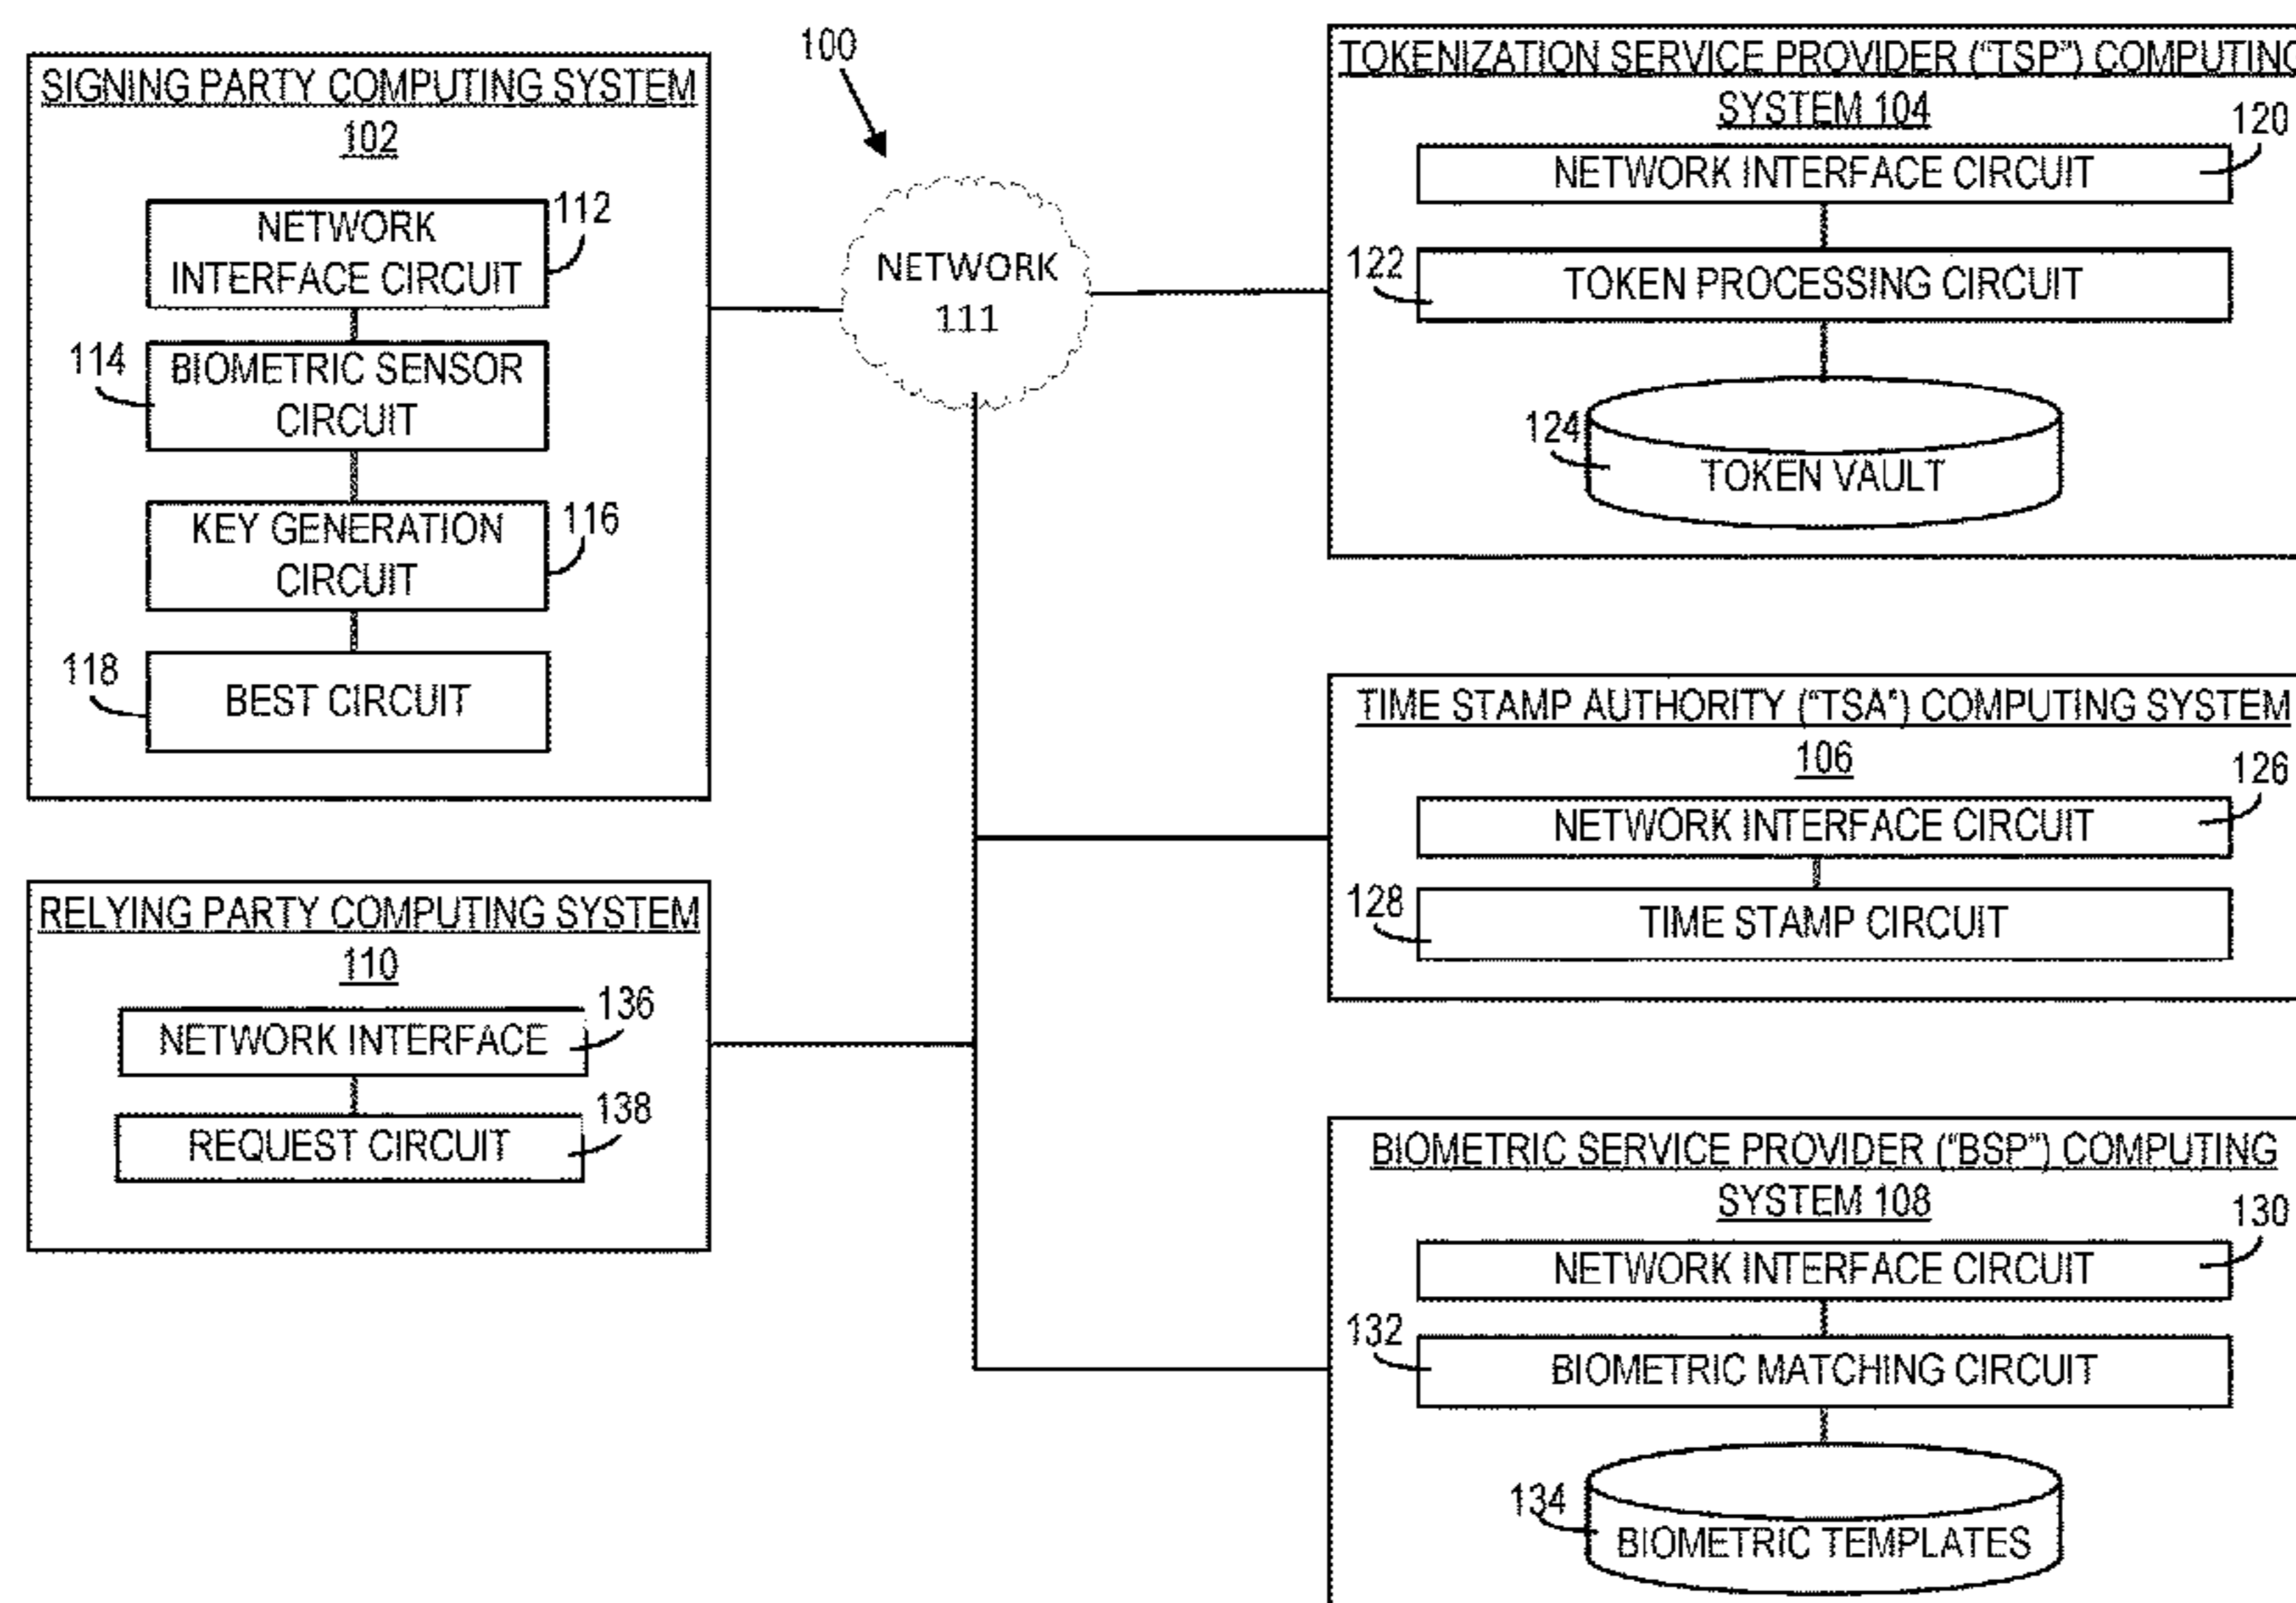 100
SIGNING PARTY COMPUTING SYSTEM
102
NETWORK
INTERFACE CIRCUIT
112
114
BIOMETRIC SENSOR
CIRCUIT
KEY GENERATION
CIRCUIT
116
118
BEST CIRCUIT
NETWORK
111
TOKENIZATION SERVICE PROVIDER ("TSP") COMPUTING
SYSTEM 104
120
NETWORK INTERFACE CIRCUIT
122
TOKEN PROCESSING CIRCUIT
124
TOKEN VAULT
TIME STAMP AUTHORITY ("TSA") COMPUTING SYSTEM
106
126
NETWORK INTERFACE CIRCUIT
128
TIME STAMP CIRCUIT
RELYING PARTY COMPUTING SYSTEM
110
136
NETWORK INTERFACE
138
REQUEST CIRCUIT
BIOMETRIC SERVICE PROVIDER ("BSP") COMPUTING
SYSTEM 108
130
NETWORK INTERFACE CIRCUIT
132
BIOMETRIC MATCHING CIRCUIT
134
BIOMETRIC TEMPLATES